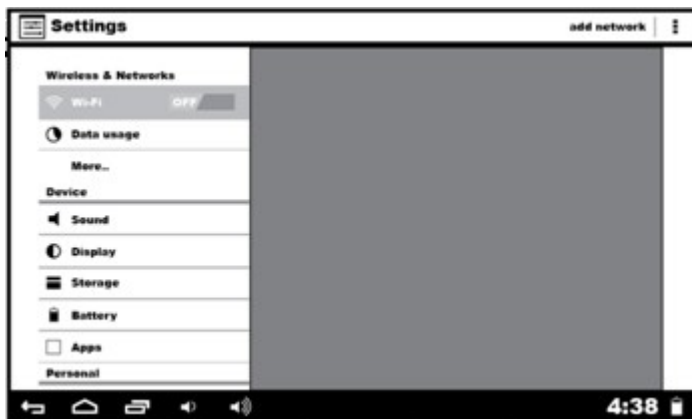 Settings
add network
Wireless & Networks
Wi-Fi OFF
Data usage
More..
Device
Sound
Display
Storage
Battery
Apps
Personal
4:38